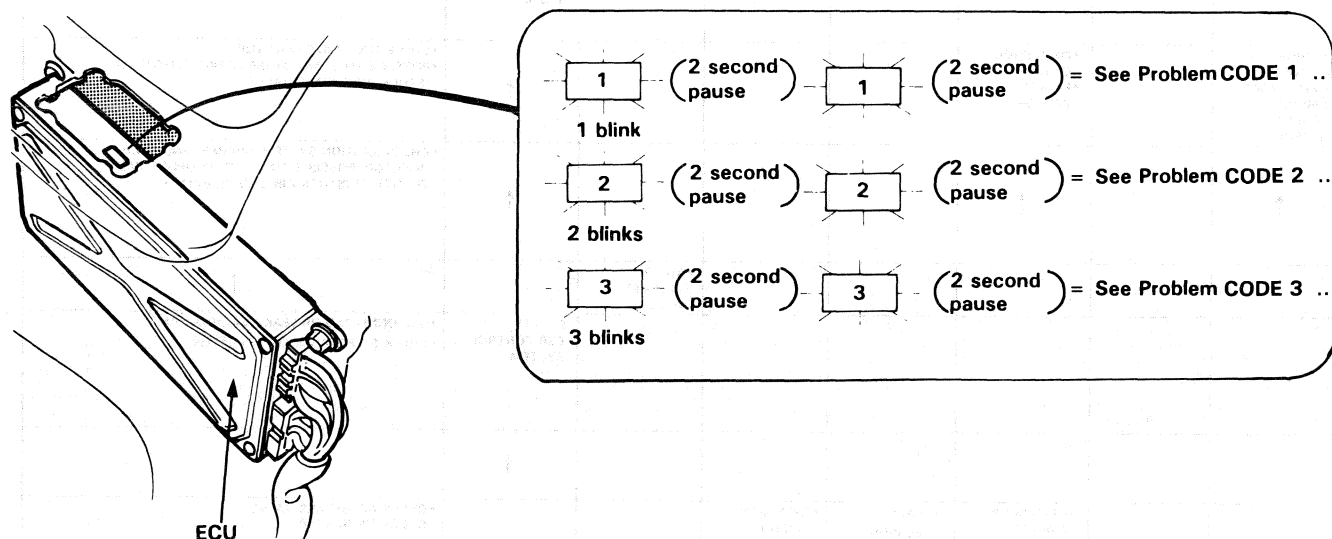 1 (2 second pause) 1 (2 second pause) = See Problem CODE 1 ..
1 blink
2 (2 second pause) 2 (2 second pause) = See Problem CODE 2 ..
2 blinks
3 (2 second pause) 3 (2 second pause) = See Problem CODE 3 ..
3 blinks
ECU